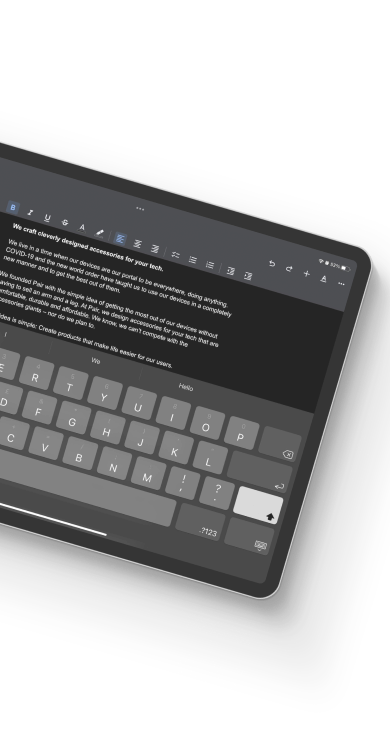 52%
B I U S A
A
We craft cleverly designed accessories for your tech.
We live in a time when our devices are our portal to be everywhere, doing anything.
COVID-19 and the new world order have taught us to use our devices in a completely
new manner and to get the best out of them.
We founded Pair with the simple idea of getting the most out of our devices without
aving to set an arm and a leg. At Pair, we design accessories for your tech that are
mfortable, durable and affordable. We know, we can't compete with the
cessories giants – nor do we plan to.
dea is simple: Create products that make life easier for our users.
I We Hello
E R T Y U I O P
D F G H J K L
C V B N M ! , ? .
.?123